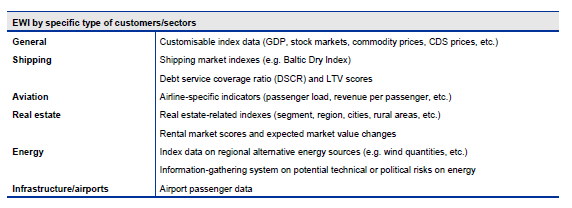 EWI by specific type of customers/sectors
General Customisable index data (GDP, stock markets, commodity prices, CDS prices, etc.)
Shipping Shipping market indexes (e.g. Baltic Dry Index)
Debt service coverage ratio (DSCR) and LTV scores
Aviation Airline-specific indicators (passenger load, revenue per passenger, etc.)
Real estate Real estate-related indexes (segment, region, cities, rural areas, etc.)
Rental market scores and expected market value changes
Energy Index data on regional alternative energy sources (e.g. wind quantities, etc.)
Information-gathering system on potential technical or political risks on energy
Infrastructure/airports Airport passenger data